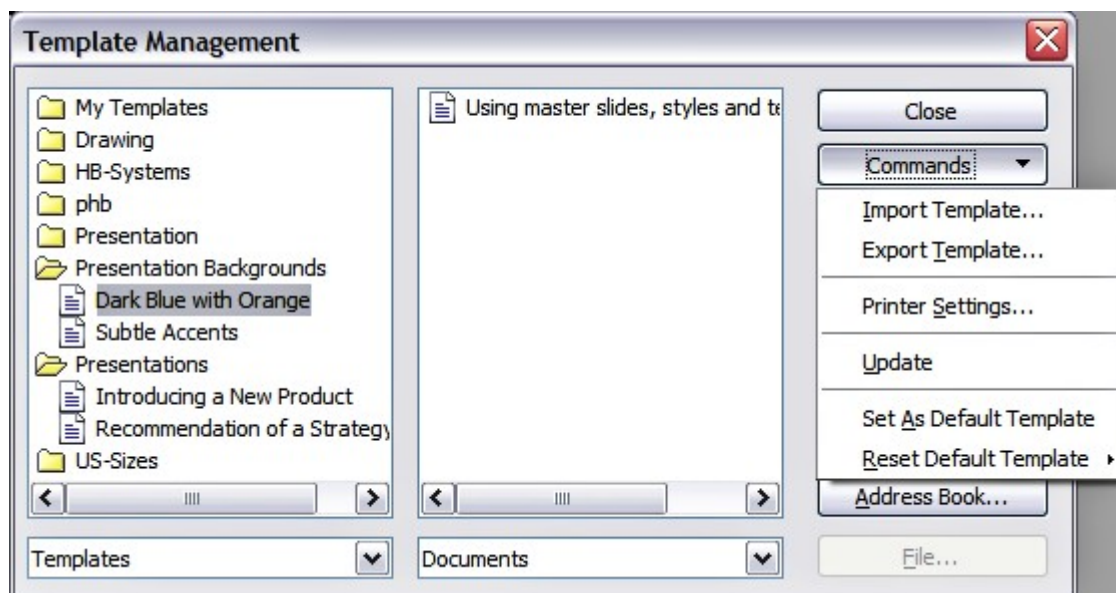 Template Management
My Templates
Drawing
HB-Systems
phb
Presentation
Presentation Backgrounds
Dark Blue with Orange
Subtle Accents
Presentations
Introducing a New Product
Recommendation of a Strategy
US-Sizes
Templates
Using master slides, styles and te
Documents
Close
Commands
Import Template...
Export Template...
Printer Settings...
Update
Set As Default Template
Reset Default Template
Address Book...
File...